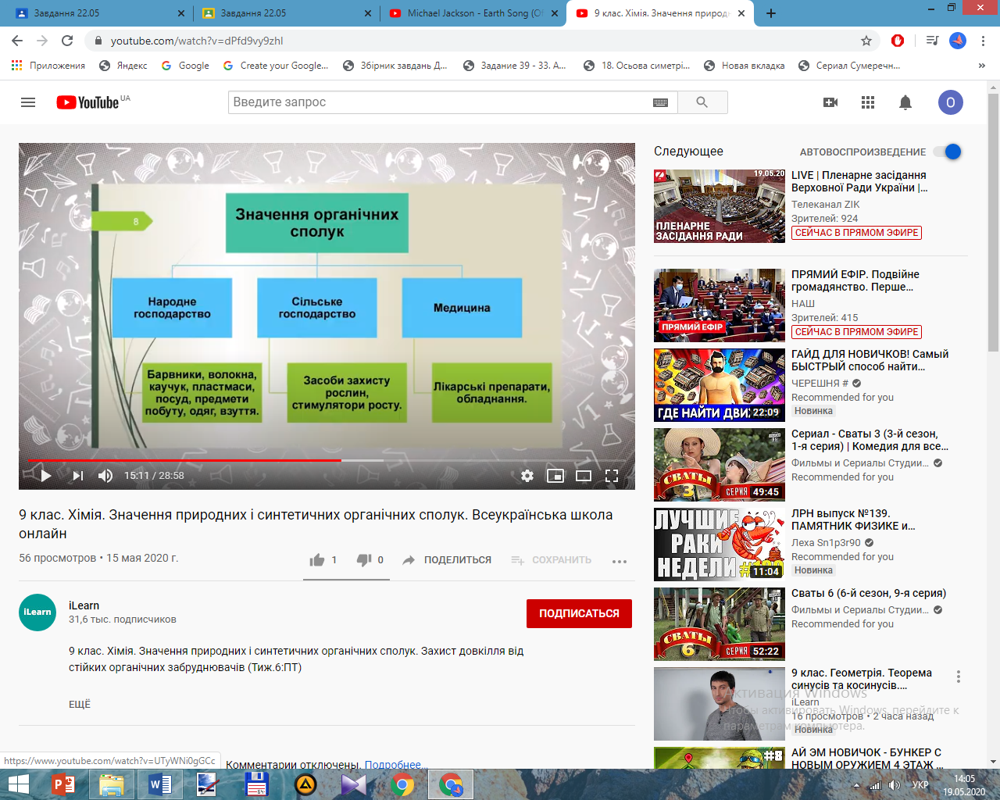 Завдання 22.05
Завдання 22.05
Michael Jackson - Earth Song (Of
9 клас. Хімія. Значення природн
youtube.com/watch?v=dPfd9vy9zhI
Приложения
Яндекс
Google
Create your Google...
Збірник завдань Д...
Задание 39 - 33. А...
18. Осьова симетрі...
Новая вкладка
Сериал Сумеречн...
»
YouTube UA
Введите запрос
O
8
Значення органічних
сполук
Народне
господарство
Сільське
господарство
Медицина
Барвники, волокна,
каучук, пластмаси,
посуд, предмети
побуту, одяг, взуття.
Засоби захисту
рослин,
стимулятори росту.
Лікарські препарати,
обладнання.
15:11 / 28:58
9 клас. Хімія. Значення природних і синтетичних органічних сполук. Всеукраїнська школа
онлайн
56 просмотров • 15 мая 2020 г.
1
0
ПОДЕЛИТЬСЯ
СОХРАНИТЬ
iLearn
iLearn
31,6 тыс. подписчиков
ПОДПИСАТЬСЯ
9 клас. Хімія. Значення природних і синтетичних органічних сполук. Захист довкілля від
стійких органічних забруднювачів (Тиж.6:ПТ)
ЕЩЁ
Комментарии отключены. Подробнее...
https://www.youtube.com/watch?v=UTyWNi0gGCc
Следующее
АВТОВОСПРОИЗВЕДЕНИЕ
19.05.20
ПЛЕНАРНЕ
ЗАСІДАННЯ РАДИ
LIVE | Пленарне засідання
Верховної Ради України |...
Телеканал ZIK
Зрителей: 924
СЕЙЧАС В ПРЯМОМ ЭФИРЕ
ПРЯМИЙ ЕФІР
ПРЯМИЙ ЕФІР. Подвійне
громадянство. Перше...
НАШ
Зрителей: 415
СЕЙЧАС В ПРЯМОМ ЭФИРЕ
ГДЕ НАЙТИ ДВИ
22:09
ГАЙД ДЛЯ НОВИЧКОВ! Самый
БЫСТРЫЙ способ найти...
ЧЕРЕШНЯ #
Recommended for you
Новинка
СВАТЫ
3
СЕРИЯ
49:45
Сериал - Сваты 3 (3-й сезон,
1-я серия) | Комедия для все...
Фильмы и Сериалы Студии...
Recommended for you
ЛУЧШИЕ
РАКИ
НЕДЕЛИ
11:04
ЛРН выпуск №139.
ПАМЯТНИК ФИЗИКЕ и...
Леха Sn1p3r90
Recommended for you
Новинка
СВАТЫ
6
СЕРИЯ
52:22
Сваты 6 (6-й сезон, 9-я серия)
Фильмы и Сериалы Студии...
Recommended for you
9 клас. Геометрія. Теорема
синусів та косинусів....
iLearn
16 просмотров • 2 часа назад
Новинка
Активация Windows
Чтобы активировать Windows, перейдите к
параметрам компьютера.
#8
АЙ ЭМ НОВИЧОК - БУНКЕР С
НОВЫМ ОРУЖИЕМ 4 ЭТАЖ ...
64
УКР
14:05
19.05.2020